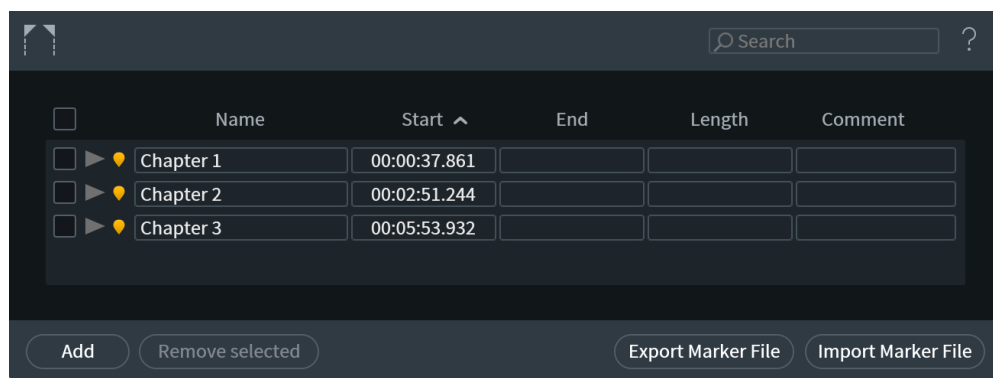 Search ?
Name Start End Length Comment
Chapter 1 00:00:37.861
Chapter 2 00:02:51.244
Chapter 3 00:05:53.932
Add Remove selected Export Marker File Import Marker File